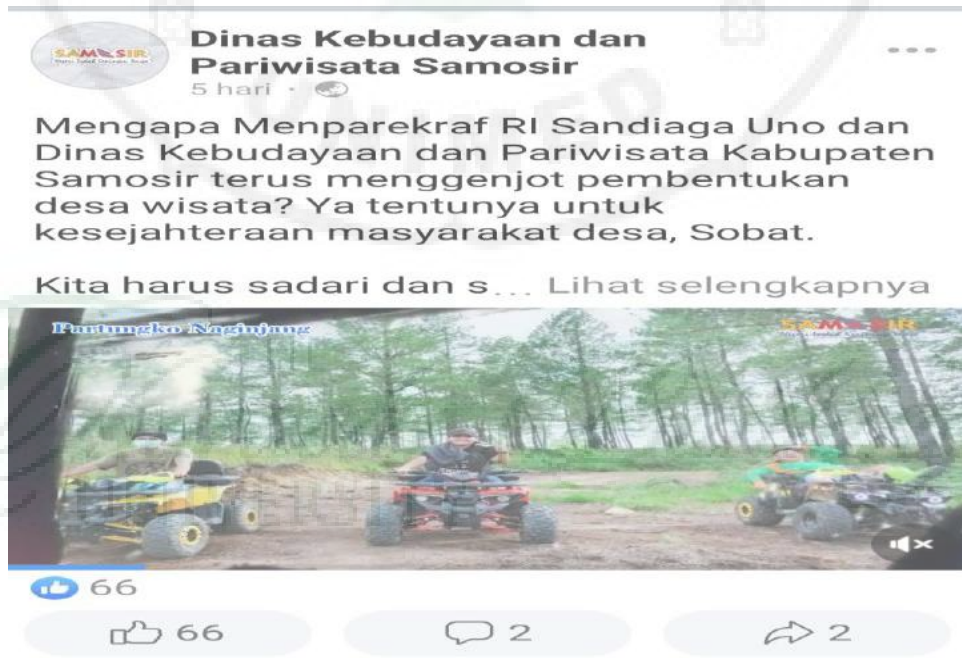 SAMOSIR
Dinas Kebudayaan dan
Pariwisata Samosir
5 hari ·
Mengapa Menparekraf RI Sandiaga Uno dan
Dinas Kebudayaan dan Pariwisata Kabupaten
Samosir terus menggenjot pembentukan
desa wisata? Ya tentunya untuk
kesejahteraan masyarakat desa, Sobat.
Kita harus sadari dan s... Lihat selengkapnya
Partungko Naginjang
SAMOSIR
66
66
2
2